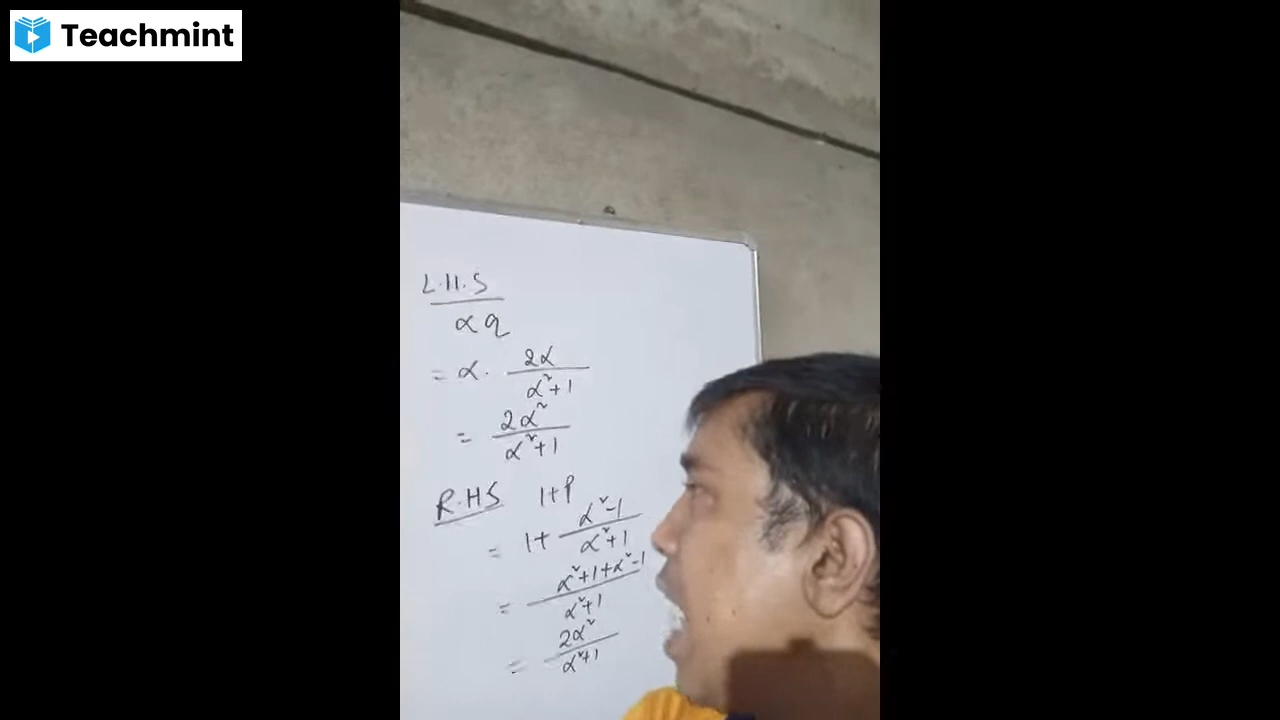 Teachmint
L.H.S
αq
= α · 2α / α²+1
= 2α² / α²+1
R.H.S 1+P
= 1+ α²-1 / α²+1
= α²+1+α²-1 / α²+1
= 2α² / α²+1